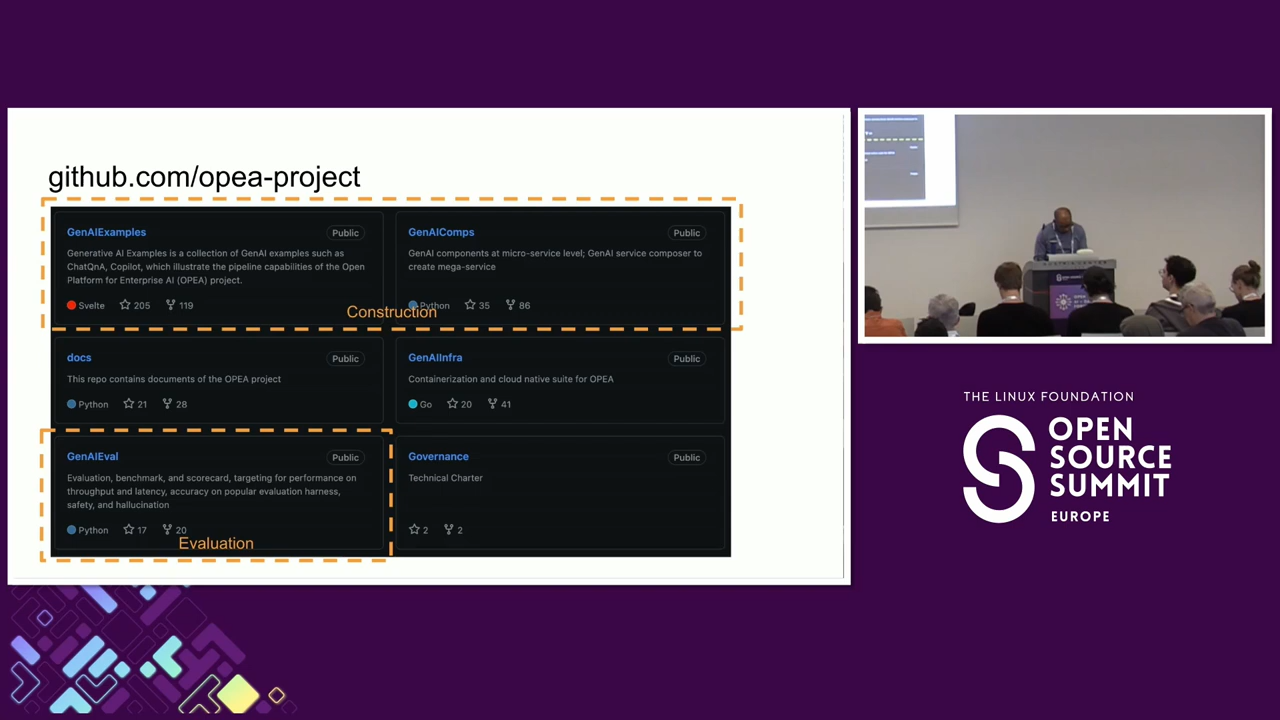 github.com/opea-project
GenAIExamples
Public
Generative AI Examples is a collection of GenAI examples such as
ChatQnA, Copilot, which illustrate the pipeline capabilities of the Open
Platform for Enterprise AI (OPEA) project.
Svelte 205 119
GenAIComps
Public
GenAI components at micro-service level; GenAI service composer to
create mega-service
Python 35 86
Construction
docs
Public
This repo contains documents of the OPEA project
Python 21 28
GenAIInfra
Public
Containerization and cloud native suite for OPEA
Go 20 41
GenAIEval
Public
Evaluation, benchmark, and scorecard, targeting for performance on
throughput and latency, accuracy on popular evaluation harness,
safety, and hallucination
Python 17 20
Evaluation
Governance
Public
Technical Charter
2 2
THE LINUX FOUNDATION
OPEN
SOURCE
SUMMIT
EUROPE